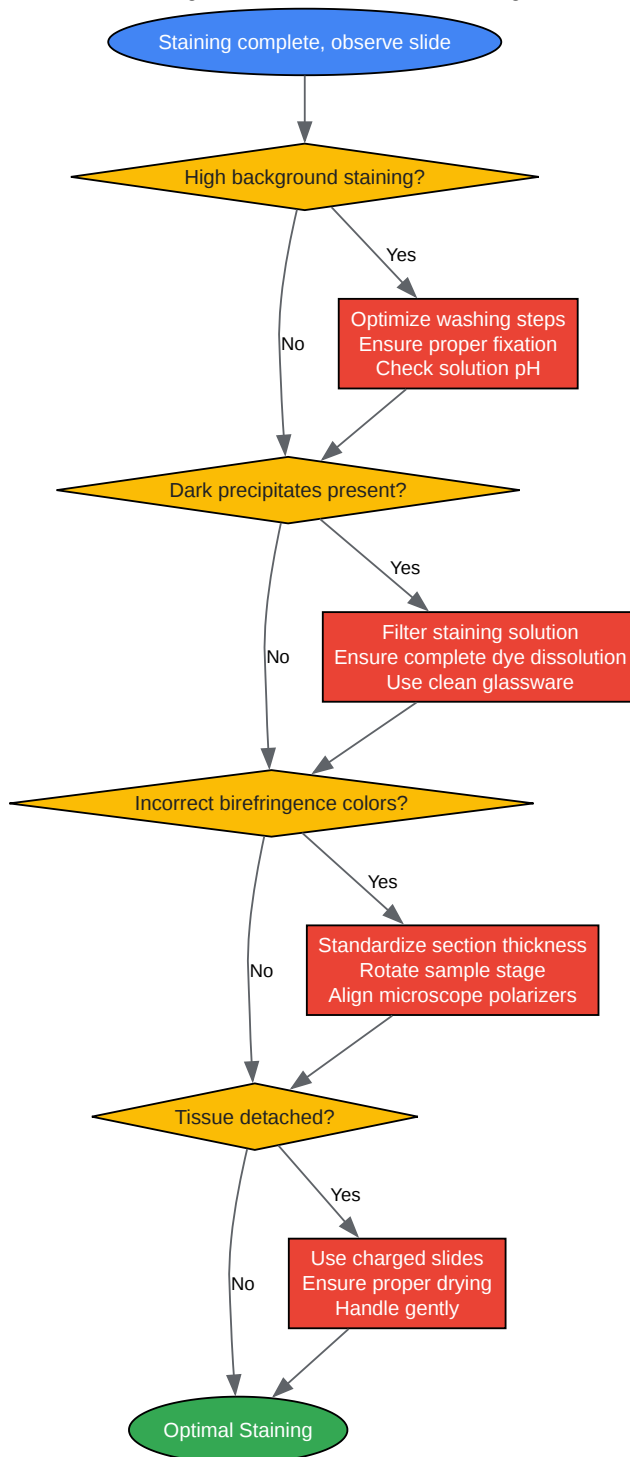 Staining complete, observe slide
High background staining?
Yes
Optimize washing steps
Ensure proper fixation
Check solution pH
No
Dark precipitates present?
Yes
Filter staining solution
Ensure complete dye dissolution
Use clean glassware
No
Incorrect birefringence colors?
Yes
Standardize section thickness
Rotate sample stage
Align microscope polarizers
No
Tissue detached?
Yes
Use charged slides
Ensure proper drying
Handle gently
No
Optimal Staining